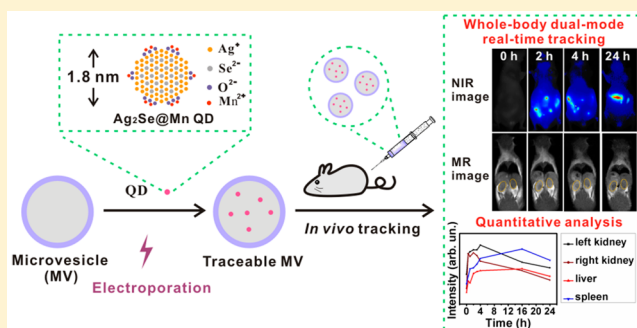 1.8 nm
Ag⁺
Se²⁻
O²⁻
Mn²⁺
Ag₂Se@Mn QD
QD
Microvesicle
(MV)
Electroporation
Traceable MV
In vivo tracking
Whole-body dual-mode
real-time tracking
0 h 2 h 4 h 24 h
NIR
image
MR
image
Quantitative analysis
Intensity (arb. un.)
left kidney
right kidney
liver
spleen
0 4 8 12 16 20 24
Time (h)